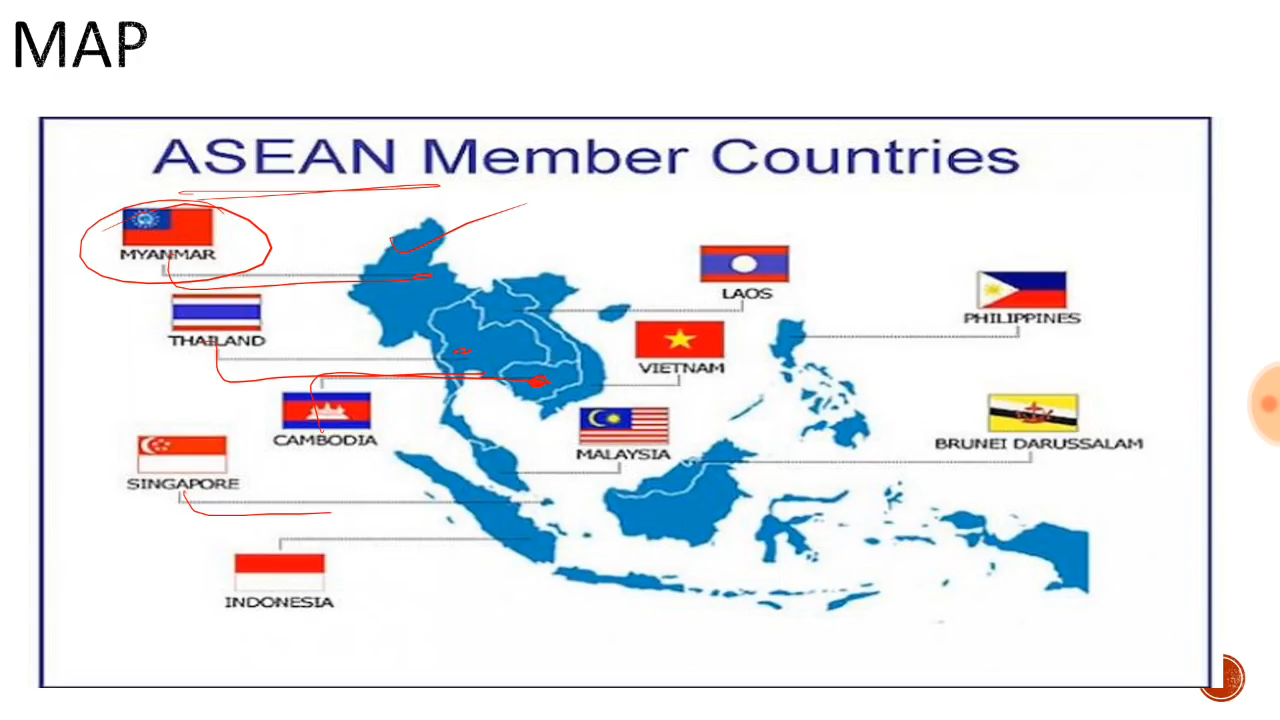 MAP
ASEAN Member Countries
MYANMAR
LAOS
PHILIPPINES
THAILAND
VIETNAM
CAMBODIA
MALAYSIA
BRUNEI DARUSSALAM
SINGAPORE
INDONESIA